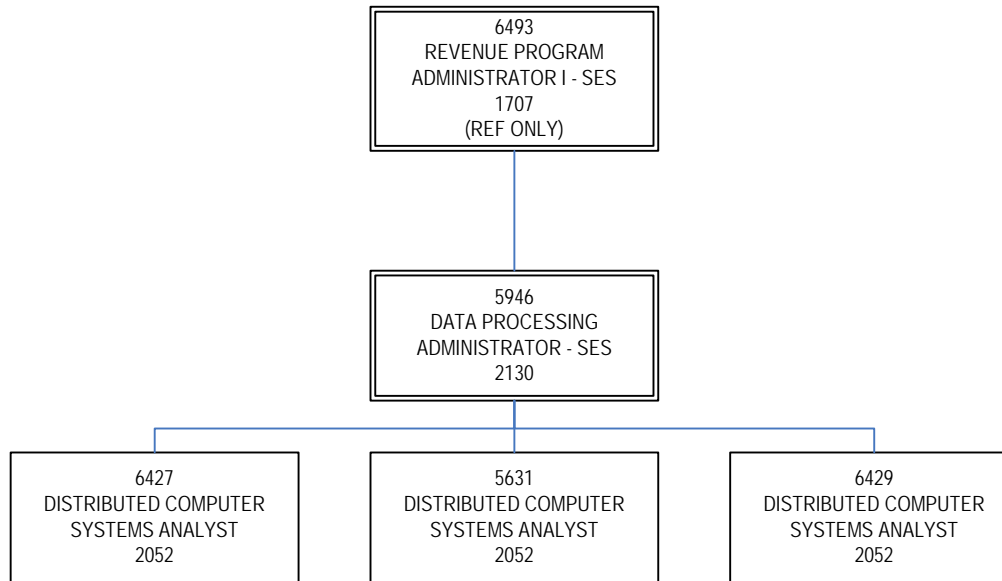 6493
REVENUE PROGRAM
ADMINISTRATOR I - SES
1707
(REF ONLY)
5946
DATA PROCESSING
ADMINISTRATOR - SES
2130
6427
DISTRIBUTED COMPUTER
SYSTEMS ANALYST
2052
5631
DISTRIBUTED COMPUTER
SYSTEMS ANALYST
2052
6429
DISTRIBUTED COMPUTER
SYSTEMS ANALYST
2052